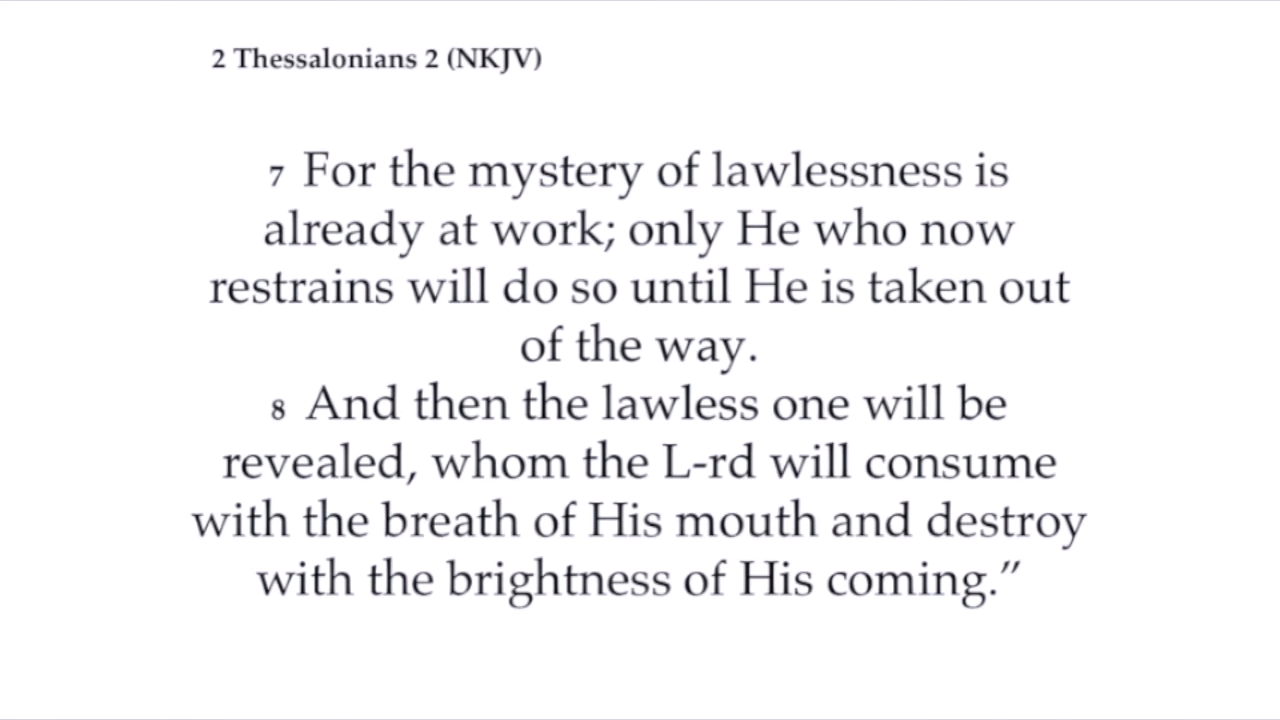 2 Thessalonians 2 (NKJV)
7 For the mystery of lawlessness is
already at work; only He who now
restrains will do so until He is taken out
of the way.
8 And then the lawless one will be
revealed, whom the L-rd will consume
with the breath of His mouth and destroy
with the brightness of His coming.”